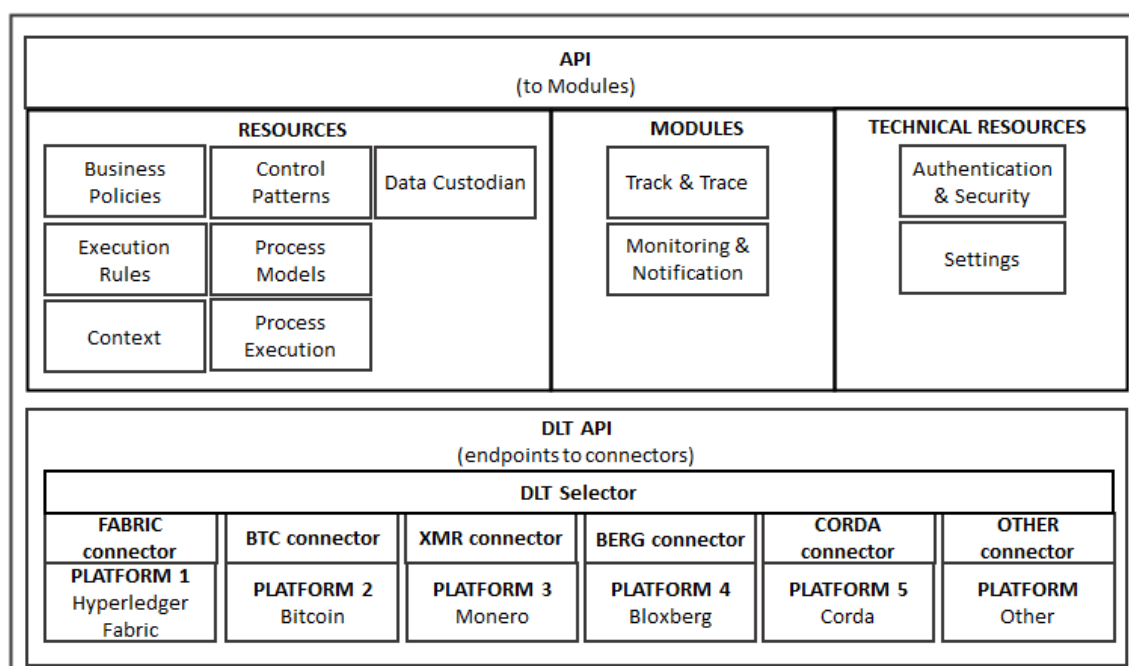 API
(to Modules)
RESOURCES
Business
Policies
Control
Patterns
Data Custodian
Execution
Rules
Process
Models
Context
Process
Execution
MODULES
Track & Trace
Monitoring &
Notification
TECHNICAL RESOURCES
Authentication
& Security
Settings
DLT API
(endpoints to connectors)
DLT Selector
FABRIC
connector
BTC connector
XMR connector
BERG connector
CORDA
connector
OTHER
connector
PLATFORM 1
Hyperledger
Fabric
PLATFORM 2
Bitcoin
PLATFORM 3
Monero
PLATFORM 4
Bloxberg
PLATFORM 5
Corda
PLATFORM
Other